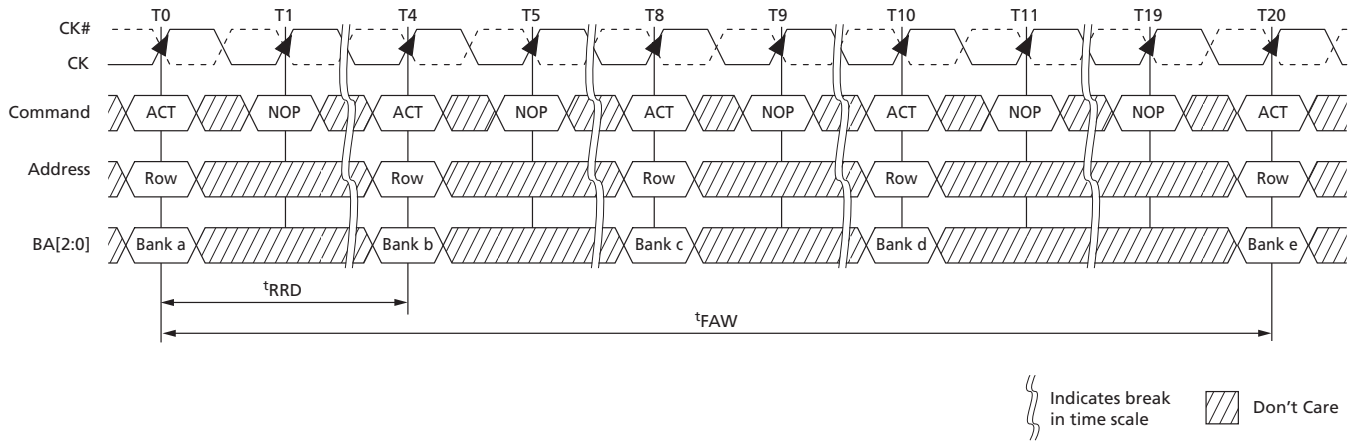 T0 T1 T4 T5 T8 T9 T10 T11 T19 T20
CK#
CK
Command ACT NOP ACT NOP ACT NOP ACT NOP NOP ACT
Address Row Row Row Row Row
BA[2:0] Bank a Bank b Bank c Bank d Bank e
tRRD
tFAW
Indicates break
in time scale
Don't Care